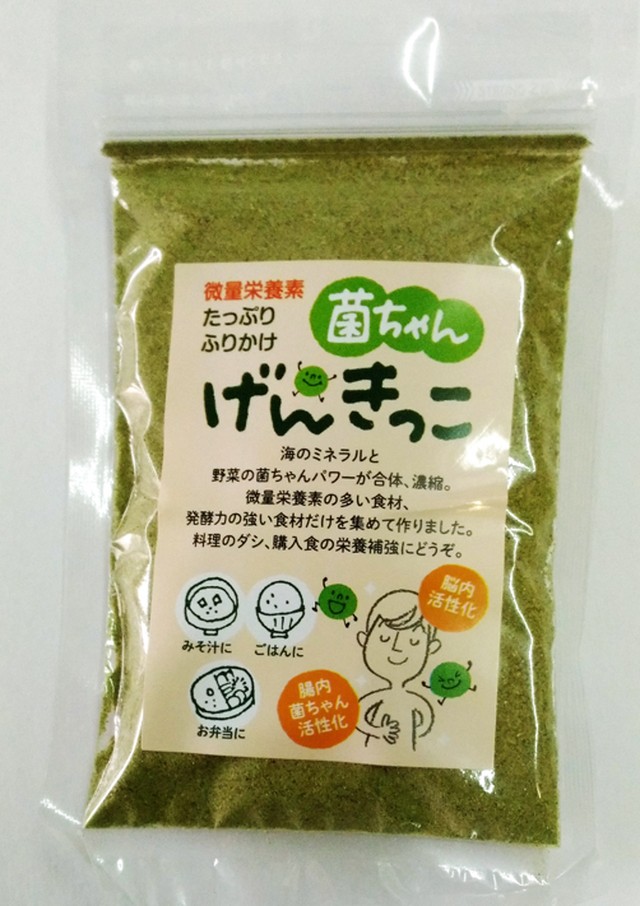 微量栄養素
たっぷり
ふりかけ
菌ちゃん
げんきっこ
海のミネラルと
野菜の菌ちゃんパワーが合体、濃縮。
微量栄養素の多い食材、
発酵力の強い食材だけを集めて作りました。
料理のダシ、購入食の栄養補強にどうぞ。
脳内
活性化
みそ汁に
ごはんに
お弁当に
腸内
菌ちゃん
活性化